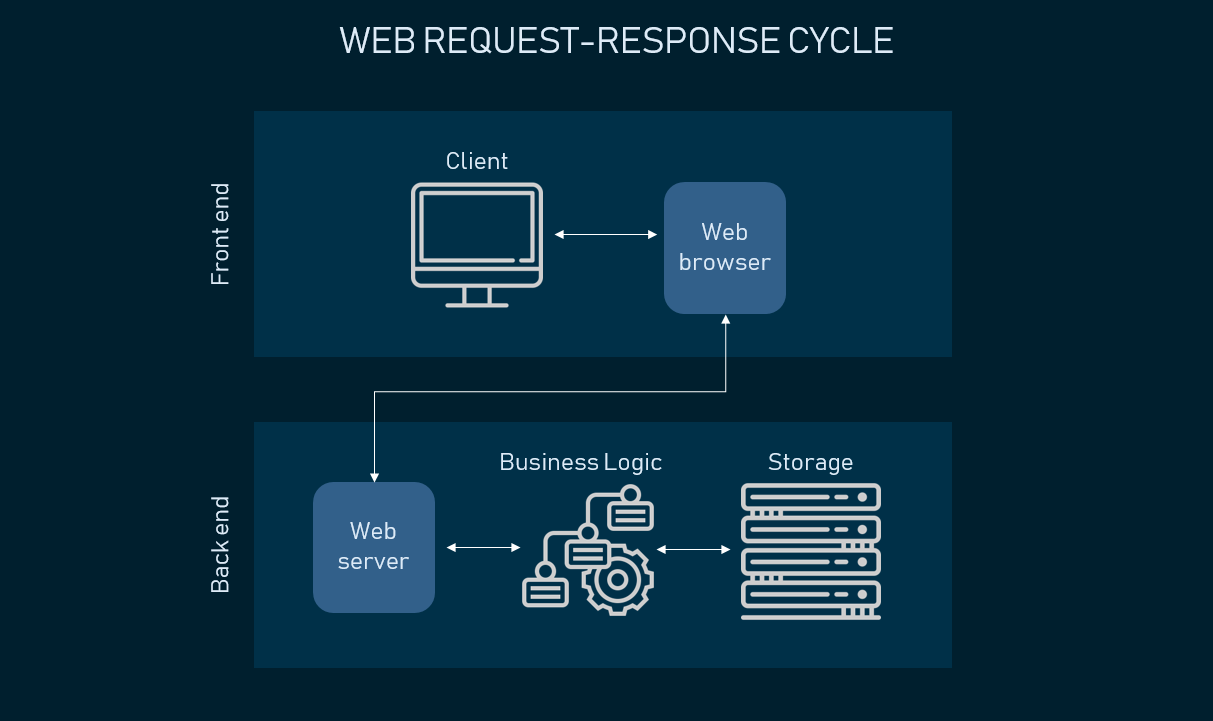 WEB REQUEST-RESPONSE CYCLE
Front end
Client
Web
browser
Back end
Business Logic
Storage
Web
server